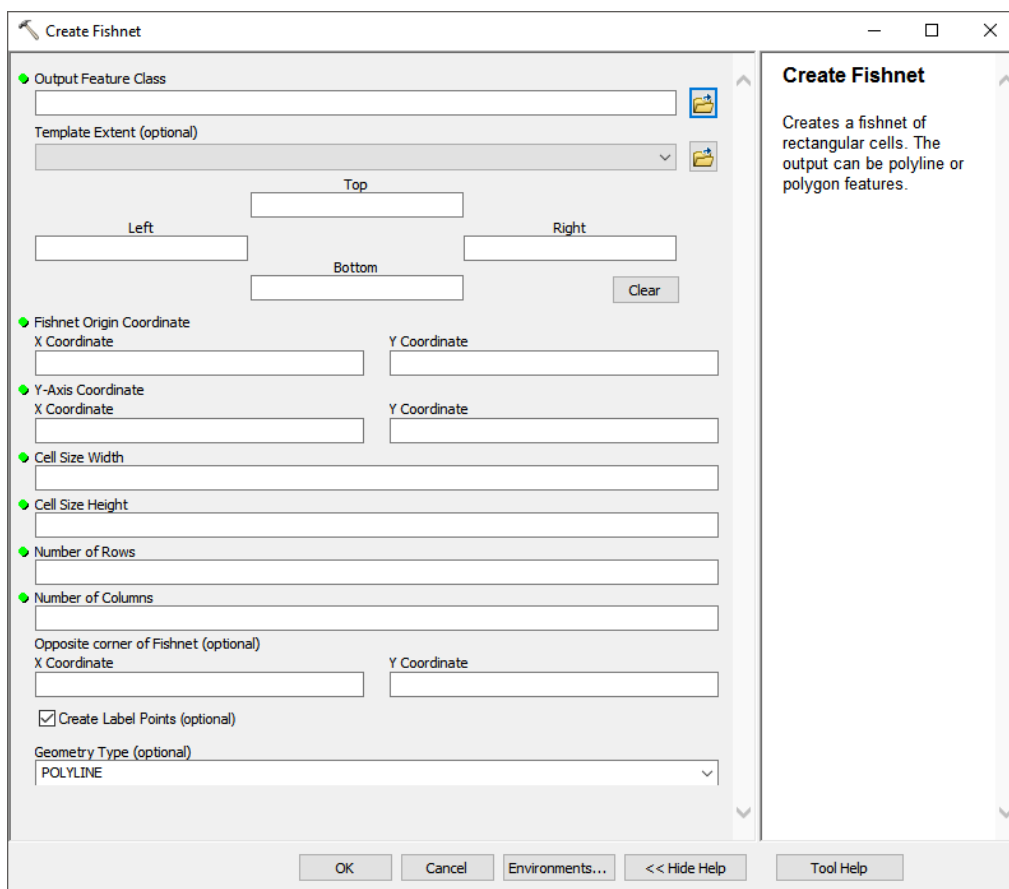 Create Fishnet
Output Feature Class
Template Extent (optional)
Top
Left
Right
Bottom
Clear
Fishnet Origin Coordinate
X Coordinate
Y Coordinate
Y-Axis Coordinate
X Coordinate
Y Coordinate
Cell Size Width
Cell Size Height
Number of Rows
Number of Columns
Opposite corner of Fishnet (optional)
X Coordinate
Y Coordinate
Create Label Points (optional)
Geometry Type (optional)
POLYLINE
Create Fishnet
Creates a fishnet of
rectangular cells. The
output can be polyline or
polygon features.
OK
Cancel
Environments...
<< Hide Help
Tool Help